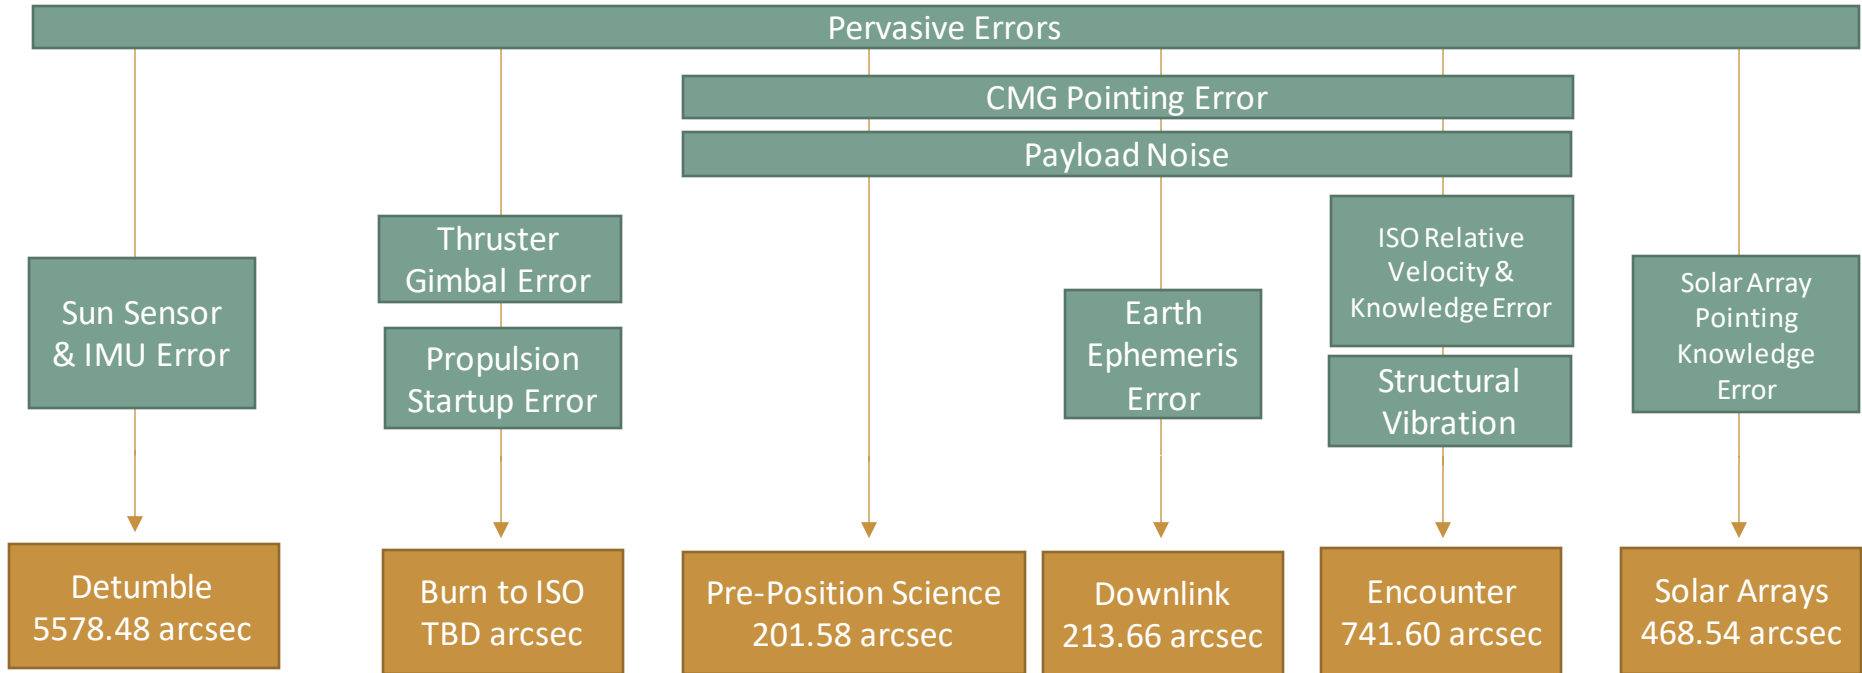 Pervasive Errors
CMG Pointing Error
Payload Noise
Sun Sensor
& IMU Error
Thruster
Gimbal Error
Propulsion
Startup Error
Earth
Ephemeris
Error
ISO Relative
Velocity &
Knowledge Error
Structural
Vibration
Solar Array
Pointing
Knowledge
Error
Detumble
5578.48 arcsec
Burn to ISO
TBD arcsec
Pre-Position Science
201.58 arcsec
Downlink
213.66 arcsec
Encounter
741.60 arcsec
Solar Arrays
468.54 arcsec